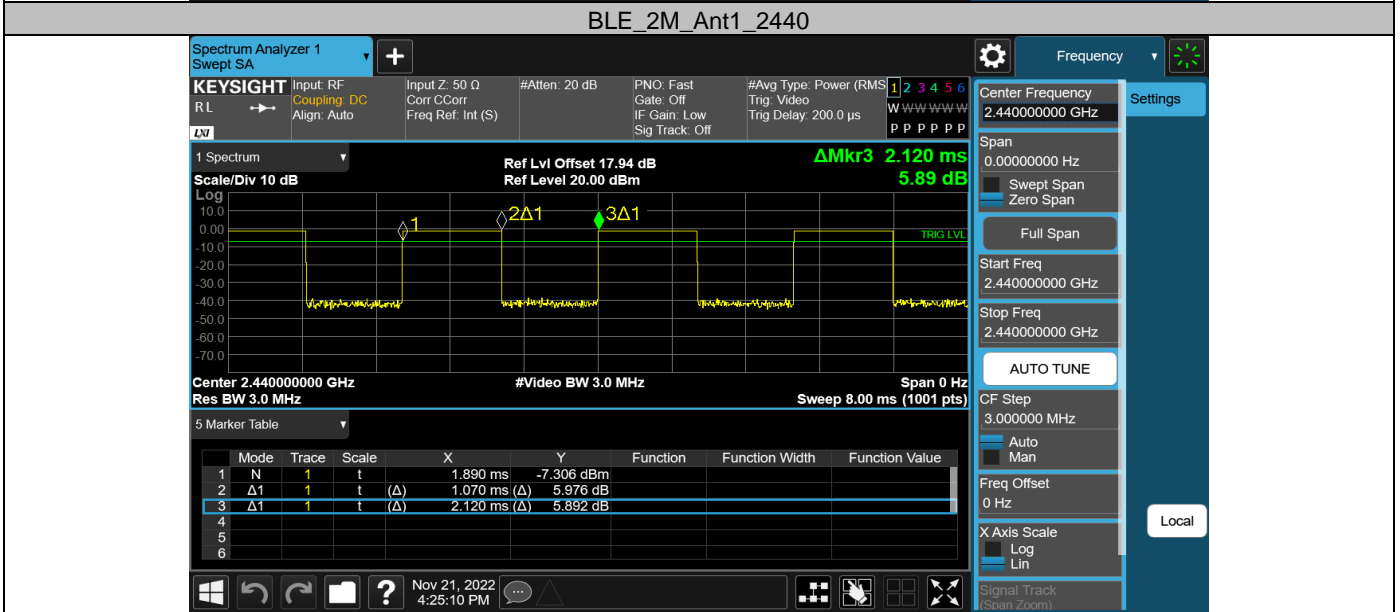 BLE_2M_Ant1_2440
Spectrum Analyzer 1
Swept SA
+
Frequency
KEYSIGHT
RL
LXI
Input: RF
Coupling: DC
Align: Auto
Input Z: 50 Ω
Corr CCorr
Freq Ref: Int (S)
#Atten: 20 dB
PNO: Fast
Gate: Off
IF Gain: Low
Sig Track: Off
#Avg Type: Power (RMS
Trig: Video
Trig Delay: 200.0 µs
1 2 3 4 5 6
W W W W W W
P P P P P P
1 Spectrum
Scale/Div 10 dB
Ref Lvl Offset 17.94 dB
Ref Level 20.00 dBm
ΔMkr3 2.120 ms
5.89 dB
Log
10.0
0.00
-10.0
-20.0
-30.0
-40.0
-50.0
-60.0
-70.0
1
2Δ1
3Δ1
TRIG LVL
Center 2.440000000 GHz
#Video BW 3.0 MHz
Span 0 Hz
Res BW 3.0 MHz
Sweep 8.00 ms (1001 pts)
5 Marker Table
Mode Trace Scale X Y Function Function Width Function Value
1 N 1 t 1.890 ms -7.306 dBm
2 Δ1 1 t (Δ) 1.070 ms (Δ) 5.976 dB
3 Δ1 1 t (Δ) 2.120 ms (Δ) 5.892 dB
4
5
6
Nov 21, 2022
4:25:10 PM
?
Center Frequency
2.440000000 GHz
Settings
Span
0.00000000 Hz
Swept Span
Zero Span
Full Span
Start Freq
2.440000000 GHz
Stop Freq
2.440000000 GHz
AUTO TUNE
CF Step
3.000000 MHz
Auto
Man
Freq Offset
0 Hz
X Axis Scale
Log
Lin
Local
Signal Track
(Span Zoom)